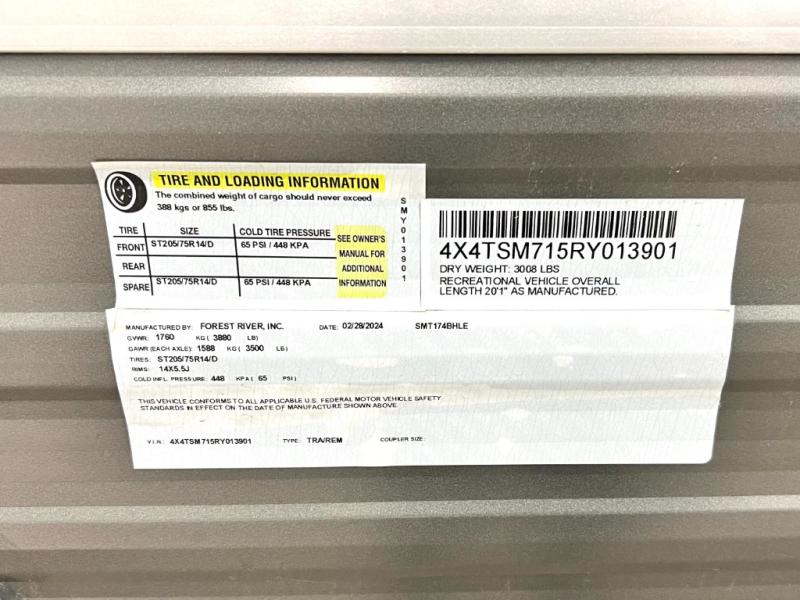 TIRE AND LOADING INFORMATION
The combined weight of cargo should never exceed
388 kgs or 855 lbs.
TIRE SIZE COLD TIRE PRESSURE
FRONT ST205/75R14/D 65 PSI / 448 KPA
REAR
SPARE ST205/75R14/D 65 PSI / 448 KPA
SEE OWNER'S
MANUAL FOR
ADDITIONAL
INFORMATION
SMY013901
4X4TSM715RY013901
DRY WEIGHT: 3008 LBS
RECREATIONAL VEHICLE OVERALL
LENGTH 20'1" AS MANUFACTURED.
MANUFACTURED BY: FOREST RIVER, INC. DATE: 02/28/2024 SMT174BHLE
GVWR: 1760 KG ( 3880 LB)
GAWR (EACH AXLE): 1588 KG ( 3500 LB)
TIRES: ST205/75R14/D
RIMS: 14X5.5J
COLD INFL. PRESSURE: 448 KPA ( 65 PSI)
THIS VEHICLE CONFORMS TO ALL APPLICABLE U.S. FEDERAL MOTOR VEHICLE SAFETY
STANDARDS IN EFFECT ON THE DATE OF MANUFACTURE SHOWN ABOVE.
V.I.N.: 4X4TSM715RY013901 TYPE: TRA/REM COUPLER SIZE: